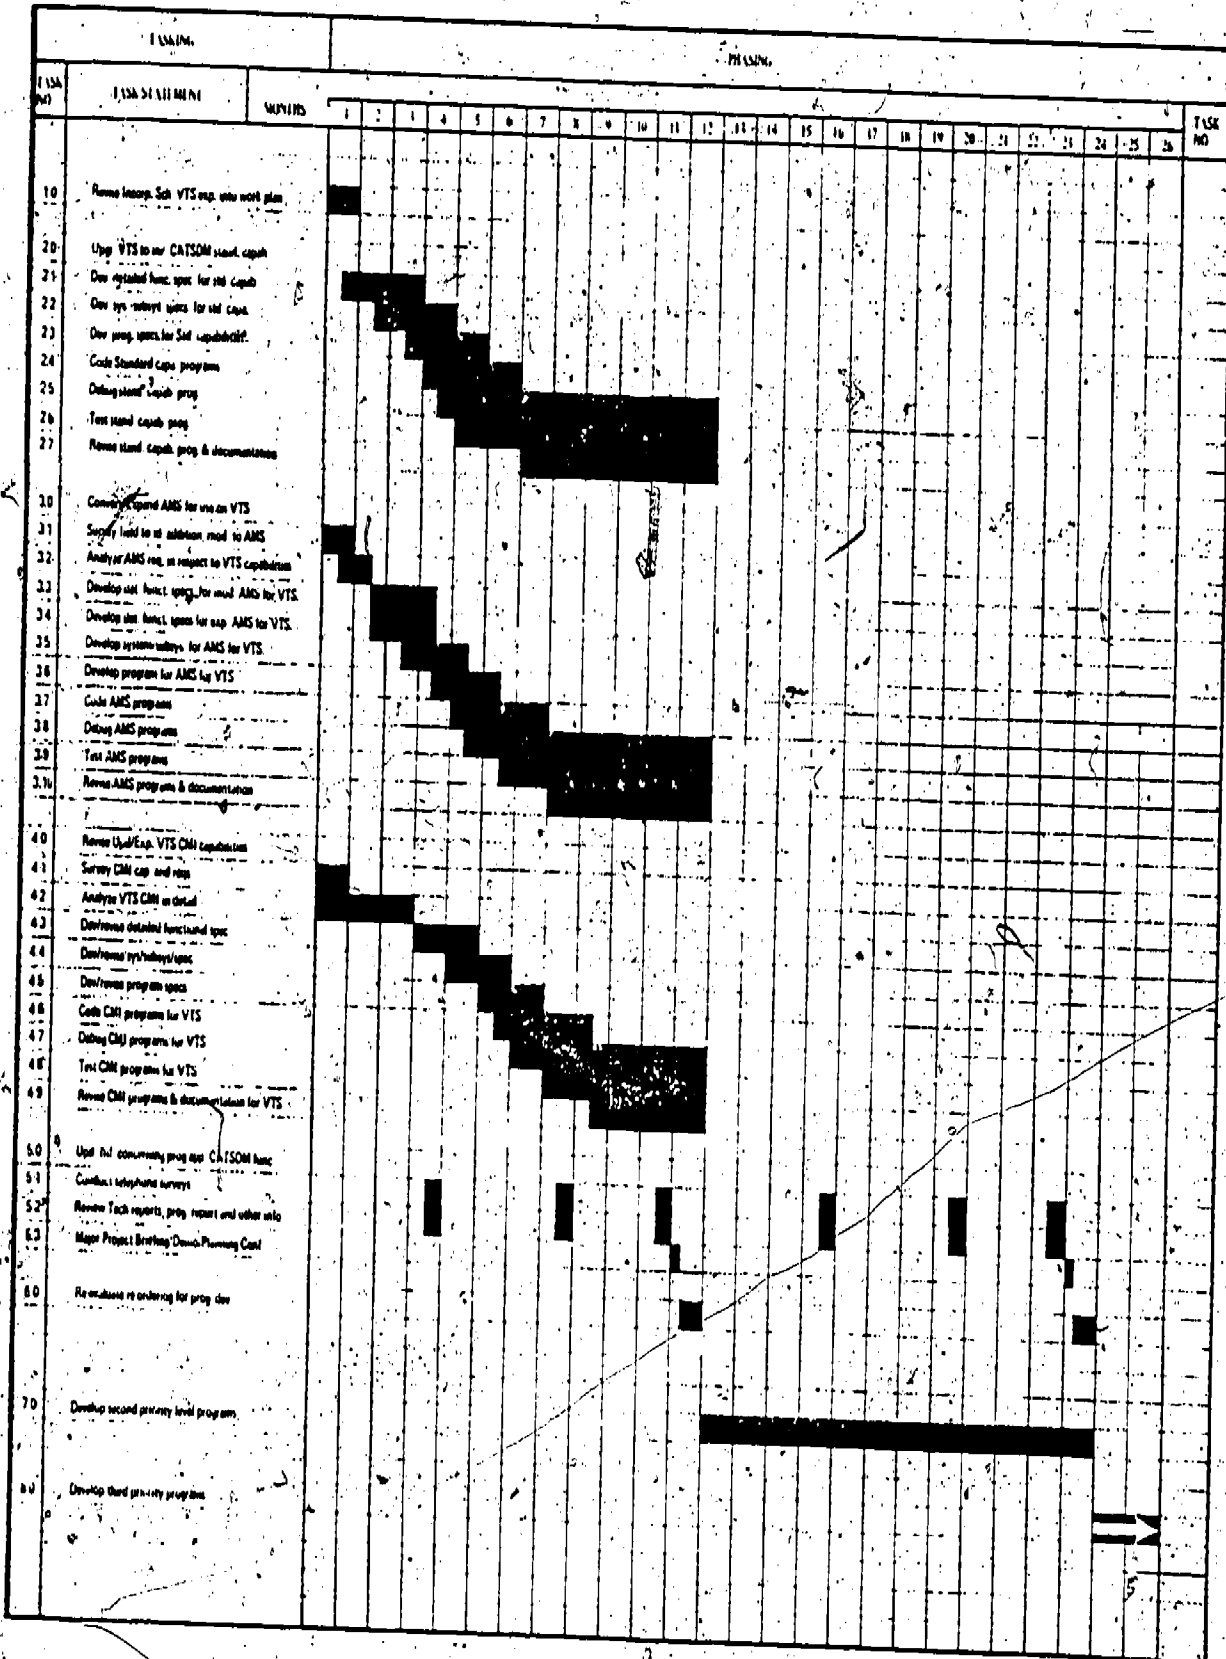 TASKING
PHASING
TASK NO
TASK STATEMENT
MONTHS
1 2 3 4 5 6 7 8 9 10 11 12 13 14 15 16 17 18 19 20 21 22 23 24 25 26
TASK NO
1.0 Revise Incorp. Sch VTS exp. into work plan
2.0 Upgr VTS to CATSOM stand. capab
2.1 Dev detailed func. spec for std capab
2.2 Dev sys subsyst specs for std capa.
2.3 Dev prog. specs for Std capabilities.
2.4 Code Standard capa programs
2.5 Debug stand capab prog
2.6 Test stand capab prog
2.7 Revise stand. capab. prog. & documentation
3.0 Convert/Expand AMS for use on VTS
3.1 Survey field to id addition, mod to AMS
3.2 Analyze AMS req. in respect to VTS capabilities
3.3 Develop det funct. specs for mod. AMS for VTS.
3.4 Develop det. funct. specs for exp AMS for VTS.
3.5 Develop system/subsys for AMS for VTS.
3.6 Develop program for AMS for VTS
3.7 Code AMS programs
3.8 Debug AMS programs
3.9 Test AMS programs
3.10 Revise AMS programs & documentation
4.0 Revise Upd/Exp. VTS CMI capabilities
4.1 Survey CMI cap and reqs
4.2 Analyze VTS CMI in detail
4.3 Dev/revise detailed functional spec
4.4 Dev/revise sys/subsys/spec
4.5 Dev/revise program specs
4.6 Code CMI programs for VTS
4.7 Debug CMI programs for VTS
4.8 Test CMI programs for VTS
4.9 Revise CMI programs & documentation for VTS
5.0 Upd Inf. concerning prog app CATSOM func
5.1 Conduct telephone surveys
5.2 Review Tech reports, prog report and other info
5.3 Major Project Briefing/Demo-Planning Conf
6.0 Re-evaluate re ordering for prog dev
7.0 Develop second priority level programs
8.0 Develop third priority programs
5